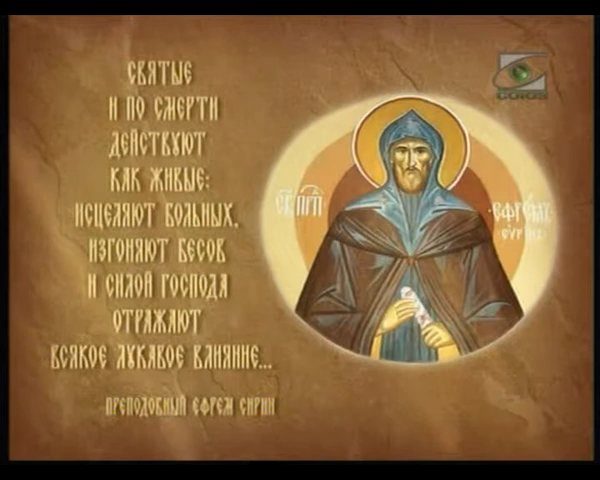 СВЯТЫЕ
И ПО СМЕРТИ
ДЕЙСТВУЮТ
КАК ЖИВЫЕ:
ИСЦЕЛЯЮТ БОЛЬНЫХ,
ИЗГОНЯЮТ БЕСОВ
И СИЛОЙ ГОСПОДА
ОТРАЖАЮТ
ВСЯКОЕ ЛУКАВОЕ ВЛИЯНИЕ...
ПРЕПОДОБНЫЙ ЕФРЕМ СИРИН
СОЮЗ